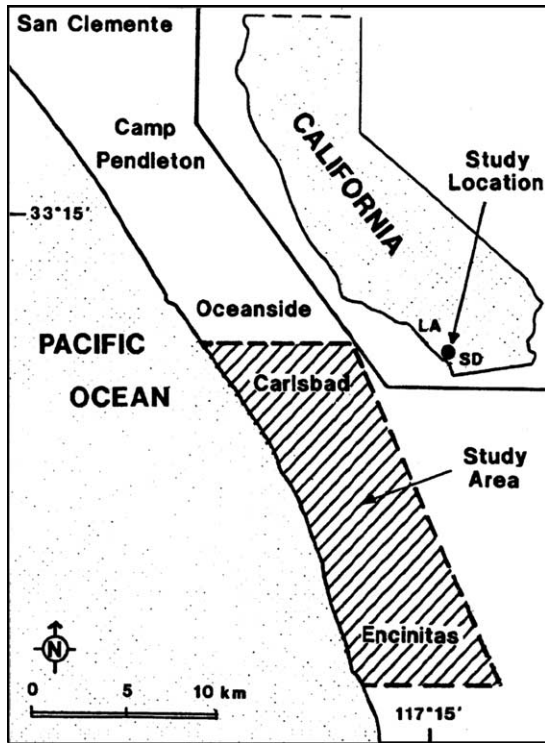 San Clemente
Camp
Pendleton
CALIFORNIA
Study
Location
33°15'
Oceanside
LA
SD
PACIFIC
OCEAN
Carlsbad
Study
Area
Encinitas
N
0 5 10 km
117°15'